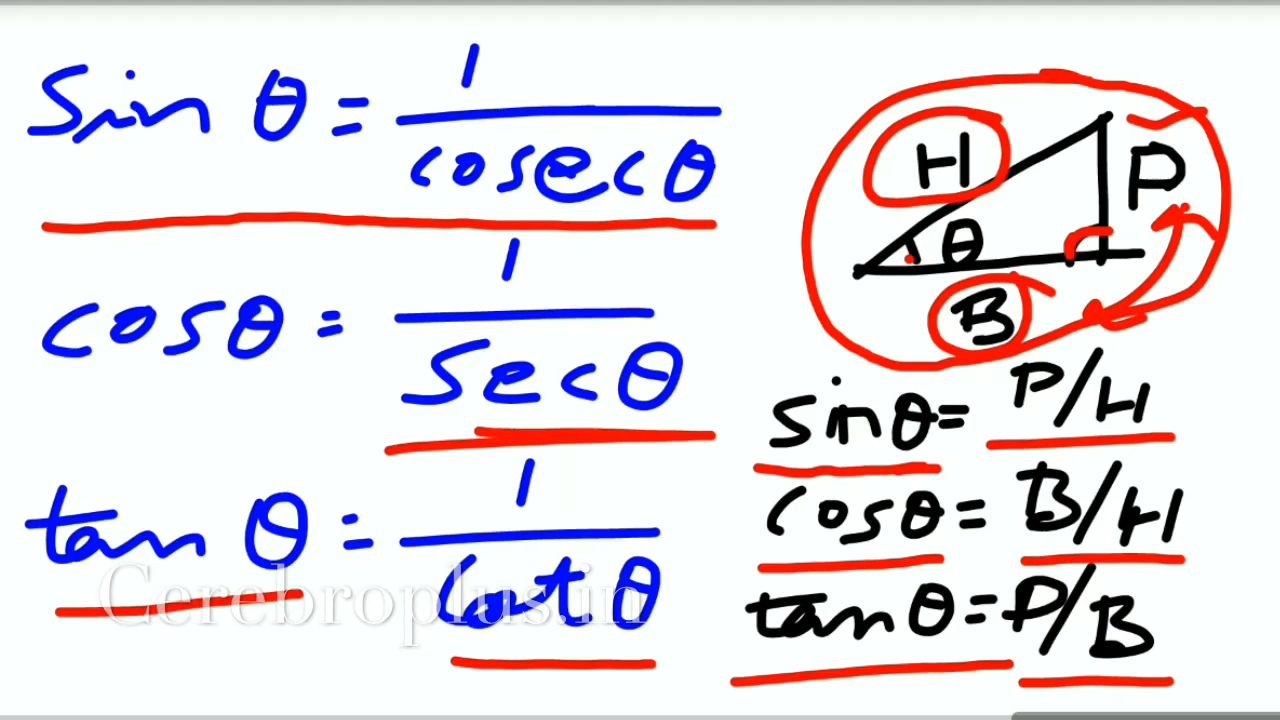 sin θ = 1/cosec θ
cos θ = 1/sec θ
tan θ = 1/cot θ
Cerebroplus.in
H
P
θ
B
sin θ = P/H
cos θ = B/H
tan θ = P/B